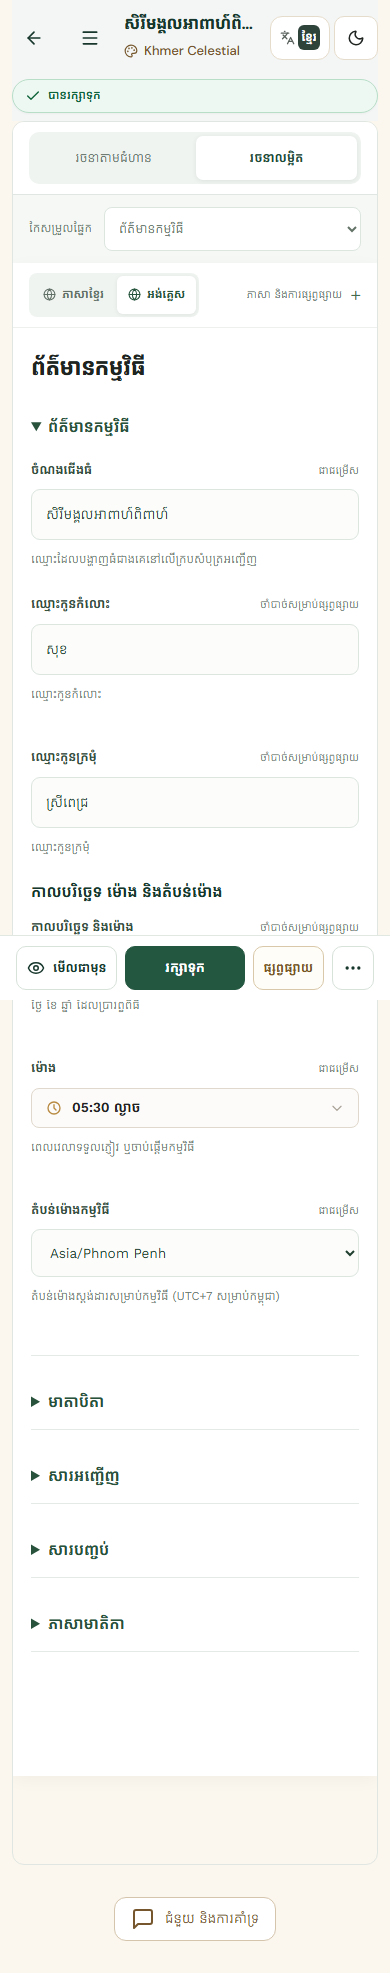 សិរីមង្គលអាពាហ៍ពិ...
Khmer Celestial
ខ្មែរ
បានរក្សាទុក
រចនាតាមជំហាន
រចនាលម្អិត
កែសម្រួលផ្នែក
ព័ត៌មានកម្មវិធី
ភាសាខ្មែរ
អង់គ្លេស
ភាសា និងការផ្សព្វផ្សាយ +
ព័ត៌មានកម្មវិធី
ព័ត៌មានកម្មវិធី
ចំណងជើងធំ
ជាជម្រើស
សិរីមង្គលអាពាហ៍ពិពាហ៍
ឈ្មោះដែលបង្ហាញធំជាងគេនៅលើក្របសំបុត្រអញ្ជើញ
ឈ្មោះកូនកំលោះ
ចាំបាច់សម្រាប់ផ្សព្វផ្សាយ
សុខ
ឈ្មោះកូនកំលោះ
ឈ្មោះកូនក្រមុំ
ចាំបាច់សម្រាប់ផ្សព្វផ្សាយ
ស្រីពេជ្រ
ឈ្មោះកូនក្រមុំ
កាលបរិច្ឆេទ ម៉ោង និងតំបន់ម៉ោង
កាលបរិច្ឆេទ និងម៉ោង
ចាំបាច់សម្រាប់ផ្សព្វផ្សាយ
មើលជាមុន
រក្សាទុក
ផ្សព្វផ្សាយ
ថ្ងៃ ខែ ឆ្នាំ ដែលប្រារព្ធពិធី
ម៉ោង
ជាជម្រើស
05:30 ល្ងាច
ពេលវេលាទទួលភ្ញៀវ ឬចាប់ផ្តើមកម្មវិធី
តំបន់ម៉ោងកម្មវិធី
ជាជម្រើស
Asia/Phnom Penh
តំបន់ម៉ោងស្តង់ដារសម្រាប់កម្មវិធី (UTC+7 សម្រាប់កម្ពុជា)
មាតាបិតា
សារអញ្ជើញ
សារបញ្ចប់
ភាសាមាតិកា
ជំនួយ និងការគាំទ្រ